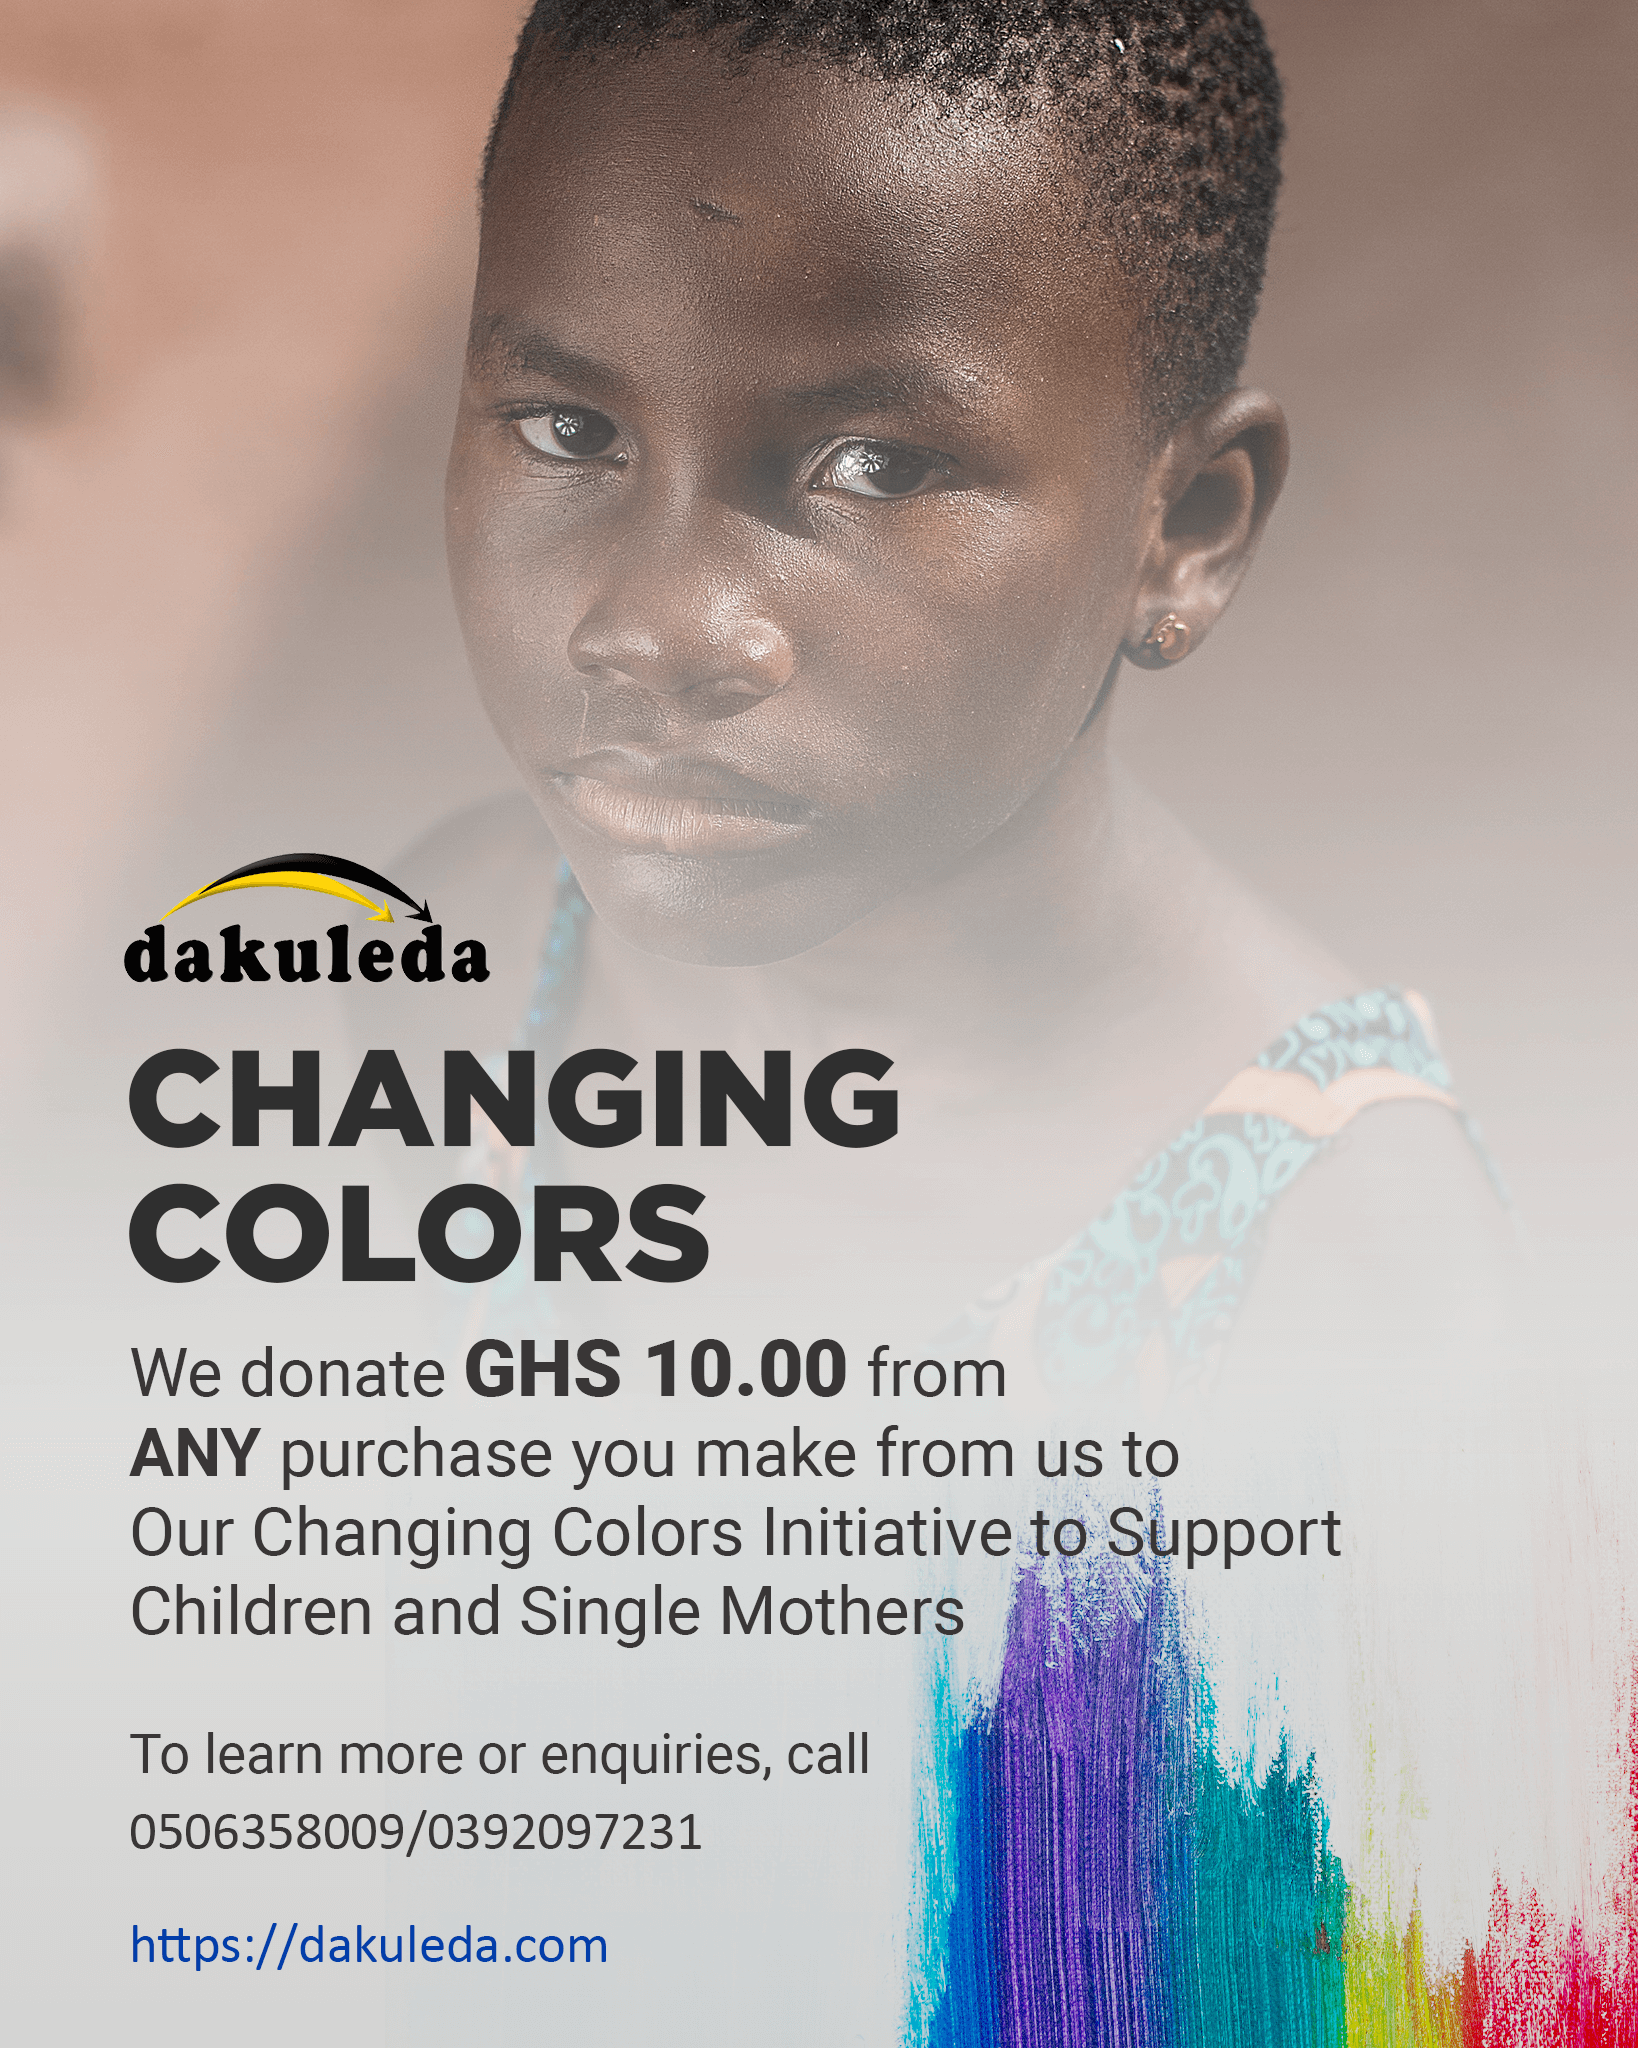 dakuleda
CHANGING
COLORS
We donate GHS 10.00 from
ANY purchase you make from us to
Our Changing Colors Initiative to Support
Children and Single Mothers
To learn more or enquiries, call
0506358009/0392097231
https://dakuleda.com